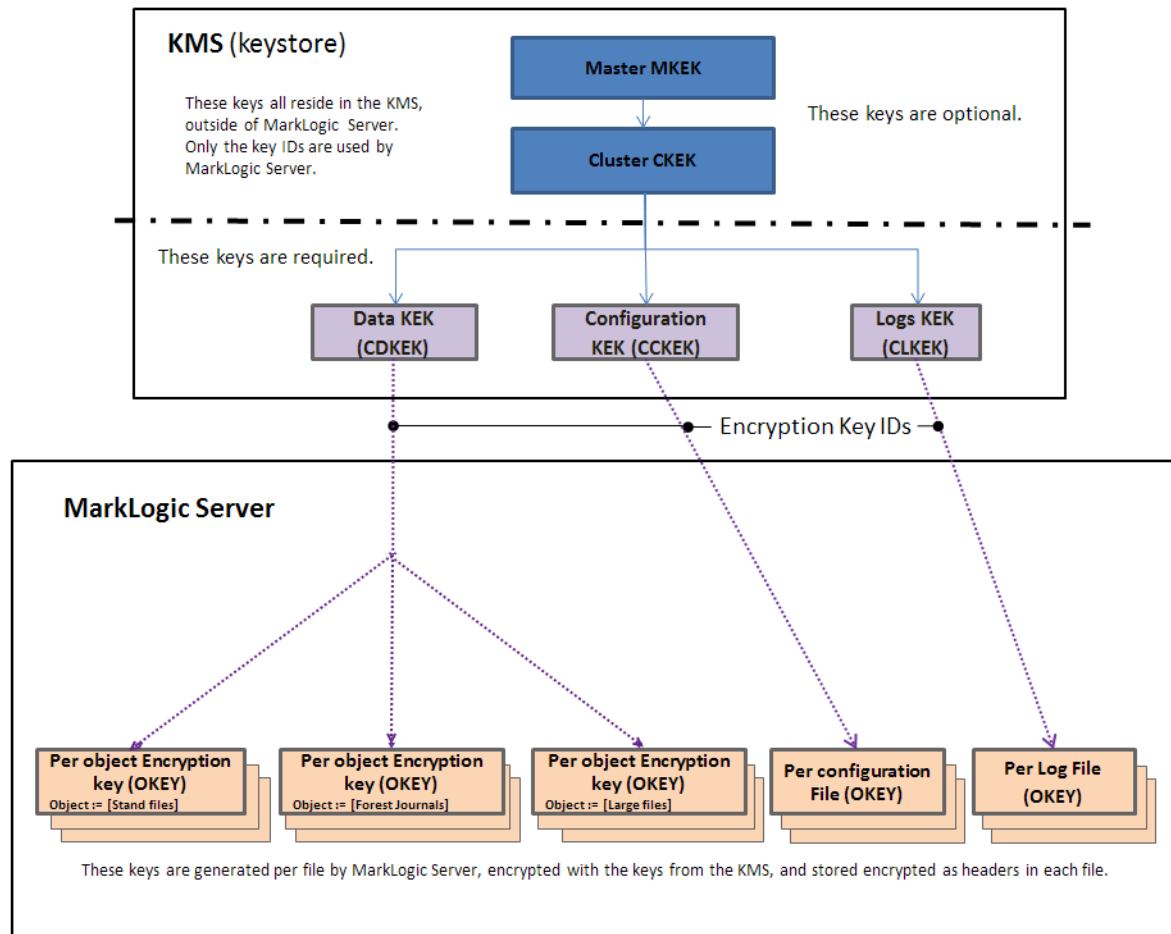 KMS (keystore)
These keys all reside in the KMS,
outside of MarkLogic Server.
Only the key IDs are used by
MarkLogic Server.
Master MKEK
Cluster CKEK
These keys are optional.
These keys are required.
Data KEK
(CDKEK)
Configuration
KEK (CCKEK)
Logs KEK
(CLKEK)
Encryption Key IDs
MarkLogic Server
Per object Encryption
key (OKEY)
Object := [Stand files]
Per object Encryption
key (OKEY)
Object := [Forest Journals]
Per object Encryption
key (OKEY)
Object := [Large files]
Per configuration
File (OKEY)
Per Log File
(OKEY)
These keys are generated per file by MarkLogic Server, encrypted with the keys from the KMS, and stored encrypted as headers in each file.